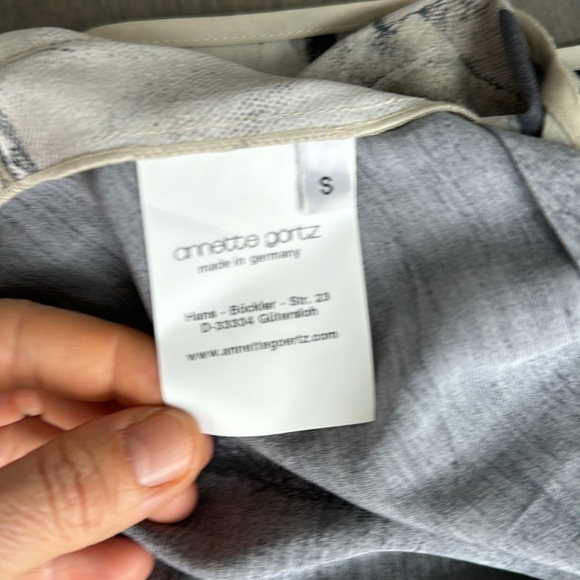 S
annette görtz
made in germany
Hans - Böckler - Str. 23
D-33334 Gütersloh
www.annettegoertz.com